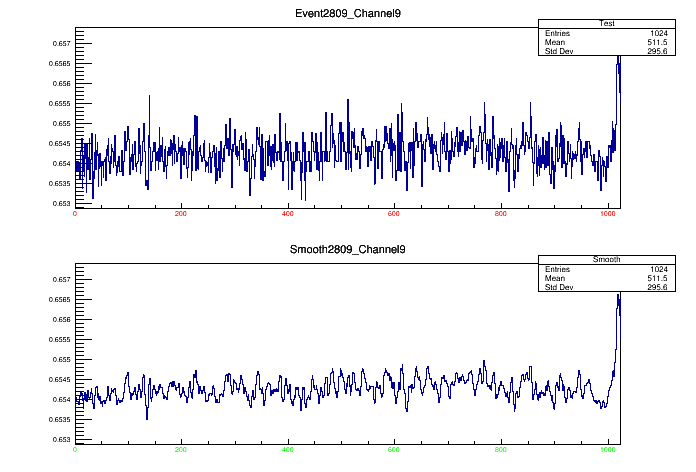 Event2809_Channel9
Test
Entries 1024
Mean 511.5
Std Dev 295.6
0.657
0.6565
0.656
0.6555
0.655
0.6545
0.654
0.6535
0.653
0 200 400 600 800 1000
Smooth2809_Channel9
Smooth
Entries 1024
Mean 511.5
Std Dev 295.6
0.657
0.6565
0.656
0.6555
0.655
0.6545
0.654
0.6535
0.653
0 200 400 600 800 1000